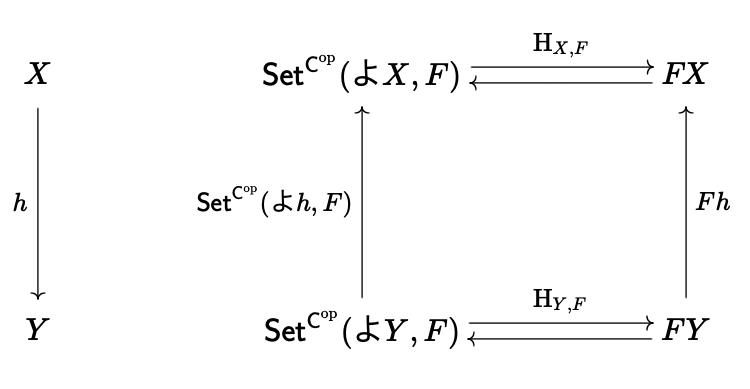 H_{X,F}
X Set^{C^{op}}(よX, F) FX
h Set^{C^{op}}(よh, F) Fh
H_{Y,F}
Y Set^{C^{op}}(よY, F) FY